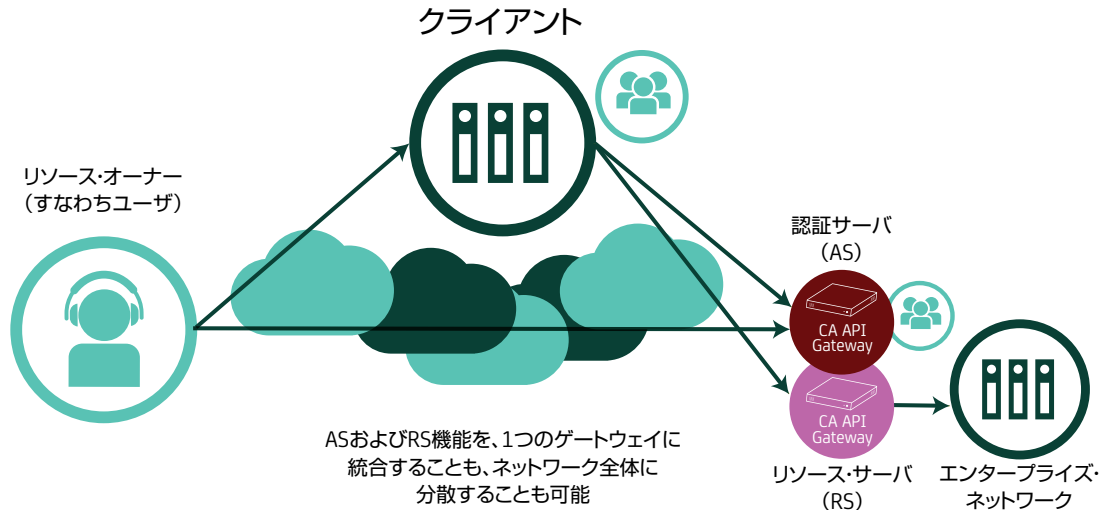 クライアント
リソース・オーナー
（すなわちユーザ）
認証サーバ
（AS）
CA API
Gateway
CA API
Gateway
ASおよびRS機能を、1つのゲートウェイに
統合することも、ネットワーク全体に
分散することも可能
リソース・サーバ
（RS）
エンタープライズ・
ネットワーク